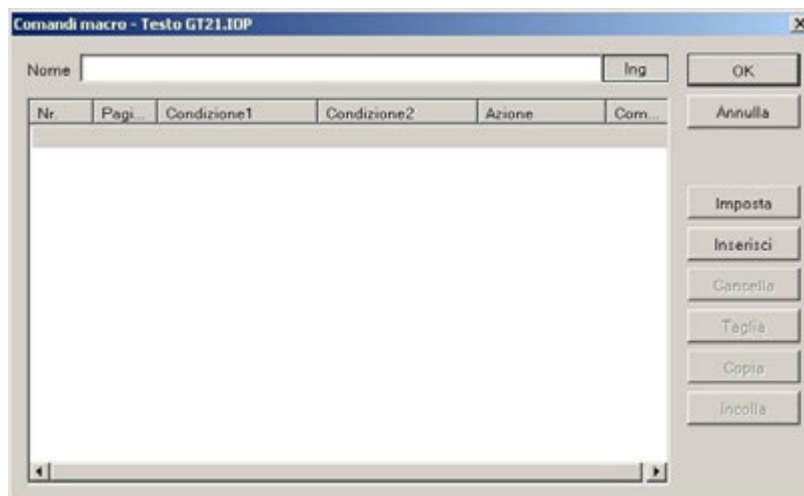 Comandi macro - Testo GT21.IOP
Nome Ing OK
Nr. Pagi... Condizione1 Condizione2 Azione Com... Annulla
Imposta
Inserisci
Cancella
Taglia
Copia
Incolla